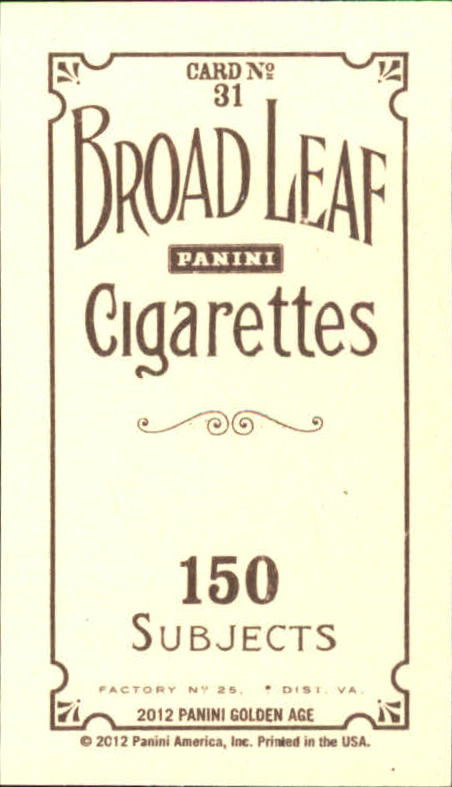 CARD Nº
31
BROAD LEAF
PANINI
Cigarettes
150
SUBJECTS
FACTORY Nº 25, DIST. VA.
2012 PANINI GOLDEN AGE
© 2012 Panini America, Inc. Printed in the USA.